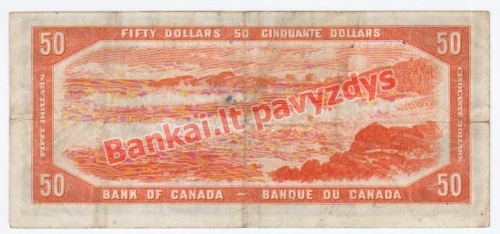 FIFTY DOLLARS 50 CINQUANTE DOLLARS
50
50
FIFTY DOLLARS
CINQUANTE DOLLARS
Bankai.lt pavyzdys
50
50
BANK OF CANADA – BANQUE DU CANADA